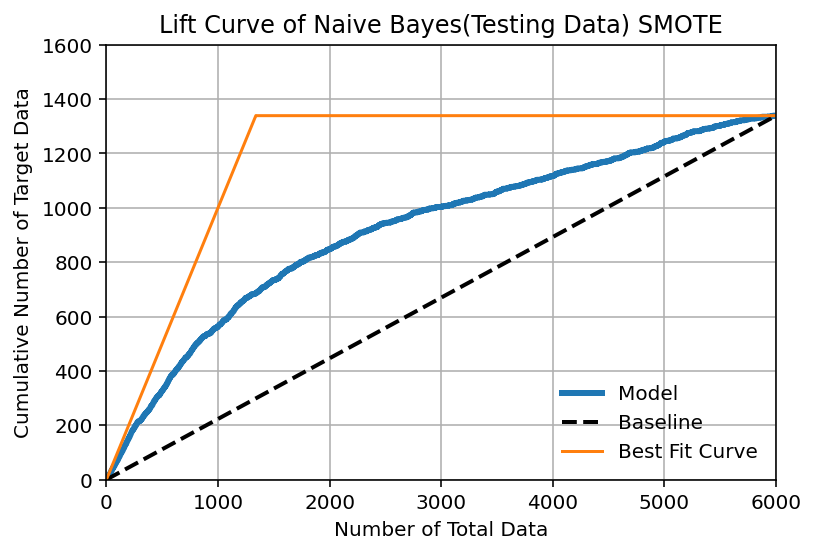 Lift Curve of Naive Bayes(Testing Data) SMOTE
Cumulative Number of Target Data
1600
1400
1200
1000
800
600
400
200
0
Model
Baseline
Best Fit Curve
0 1000 2000 3000 4000 5000 6000
Number of Total Data